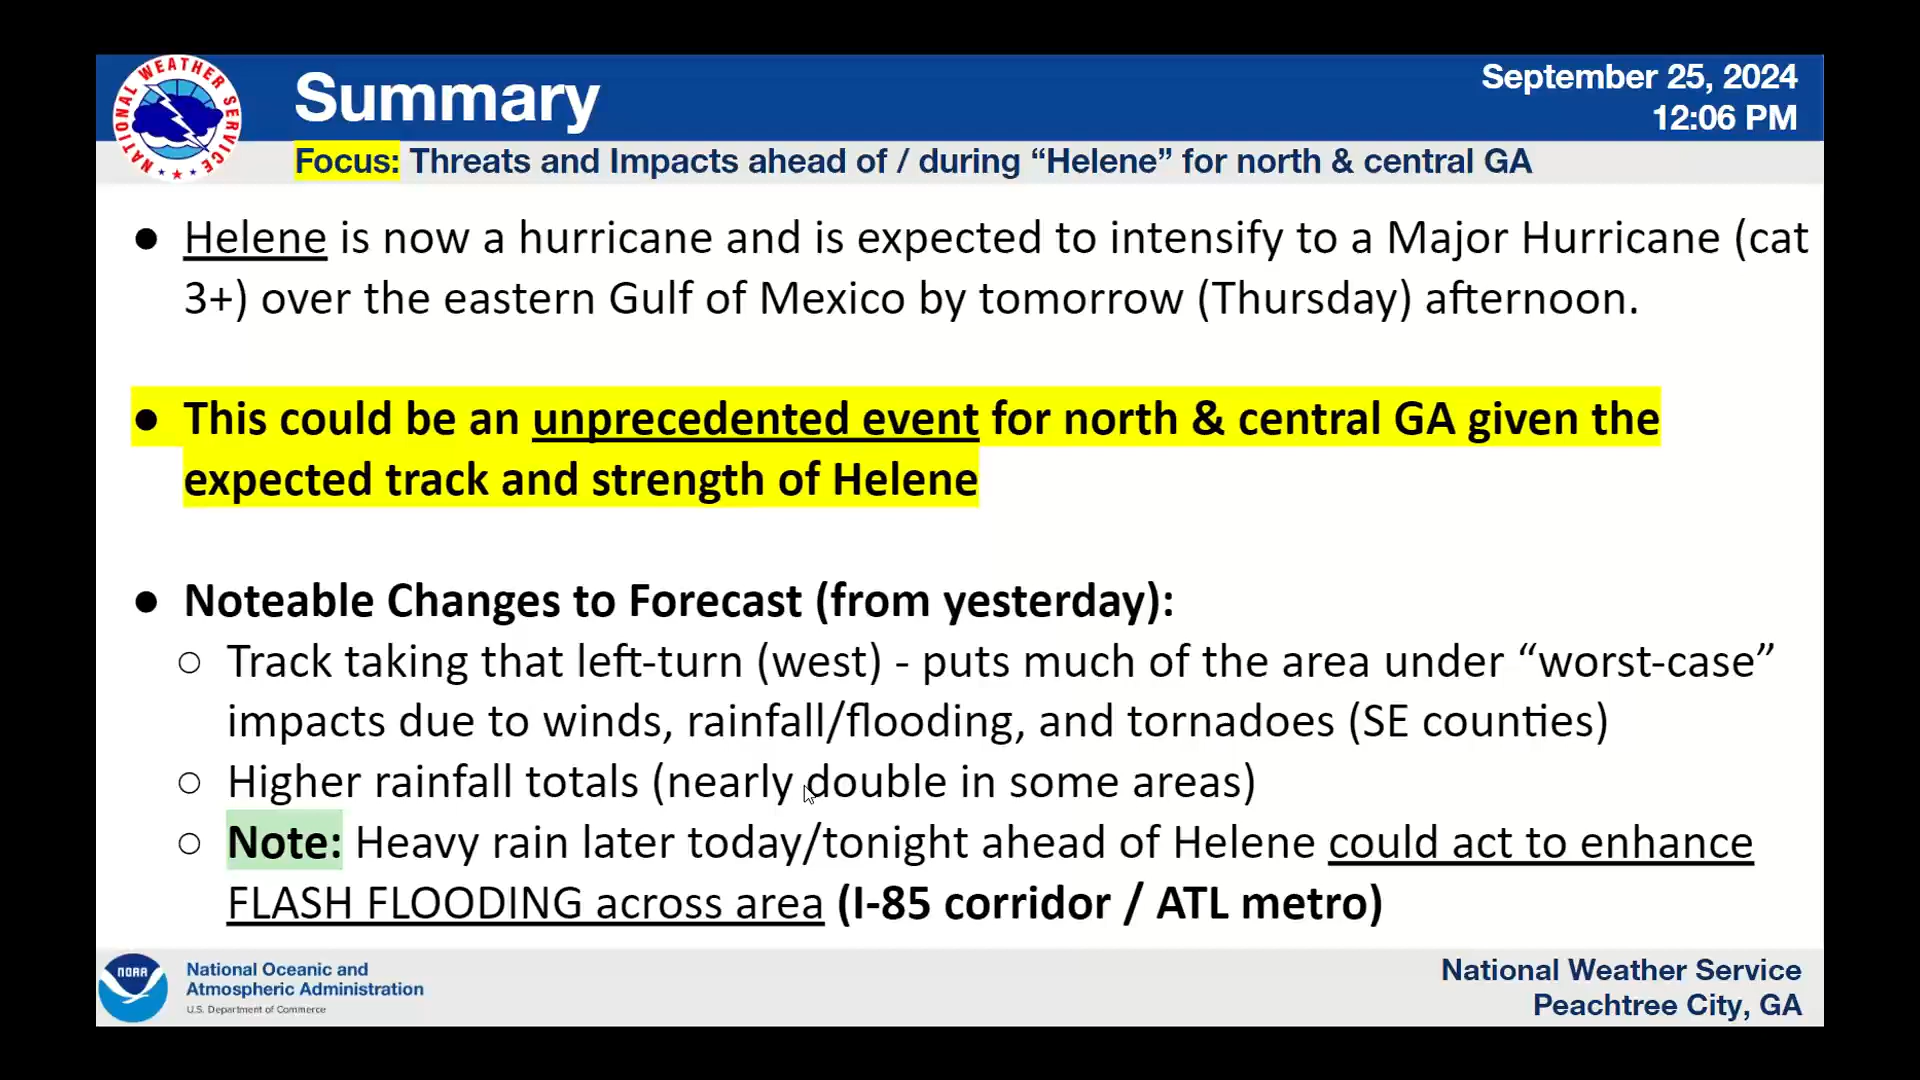 NATIONAL WEATHER SERVICE
Summary
September 25, 2024
12:06 PM
Focus: Threats and Impacts ahead of / during “Helene” for north & central GA
● Helene is now a hurricane and is expected to intensify to a Major Hurricane (cat
3+) over the eastern Gulf of Mexico by tomorrow (Thursday) afternoon.
● This could be an unprecedented event for north & central GA given the
expected track and strength of Helene
● Noteable Changes to Forecast (from yesterday):
○ Track taking that left-turn (west) - puts much of the area under “worst-case”
impacts due to winds, rainfall/flooding, and tornadoes (SE counties)
○ Higher rainfall totals (nearly double in some areas)
○ Note: Heavy rain later today/tonight ahead of Helene could act to enhance
FLASH FLOODING across area (I-85 corridor / ATL metro)
NOAA
National Oceanic and
Atmospheric Administration
U.S. Department of Commerce
National Weather Service
Peachtree City, GA